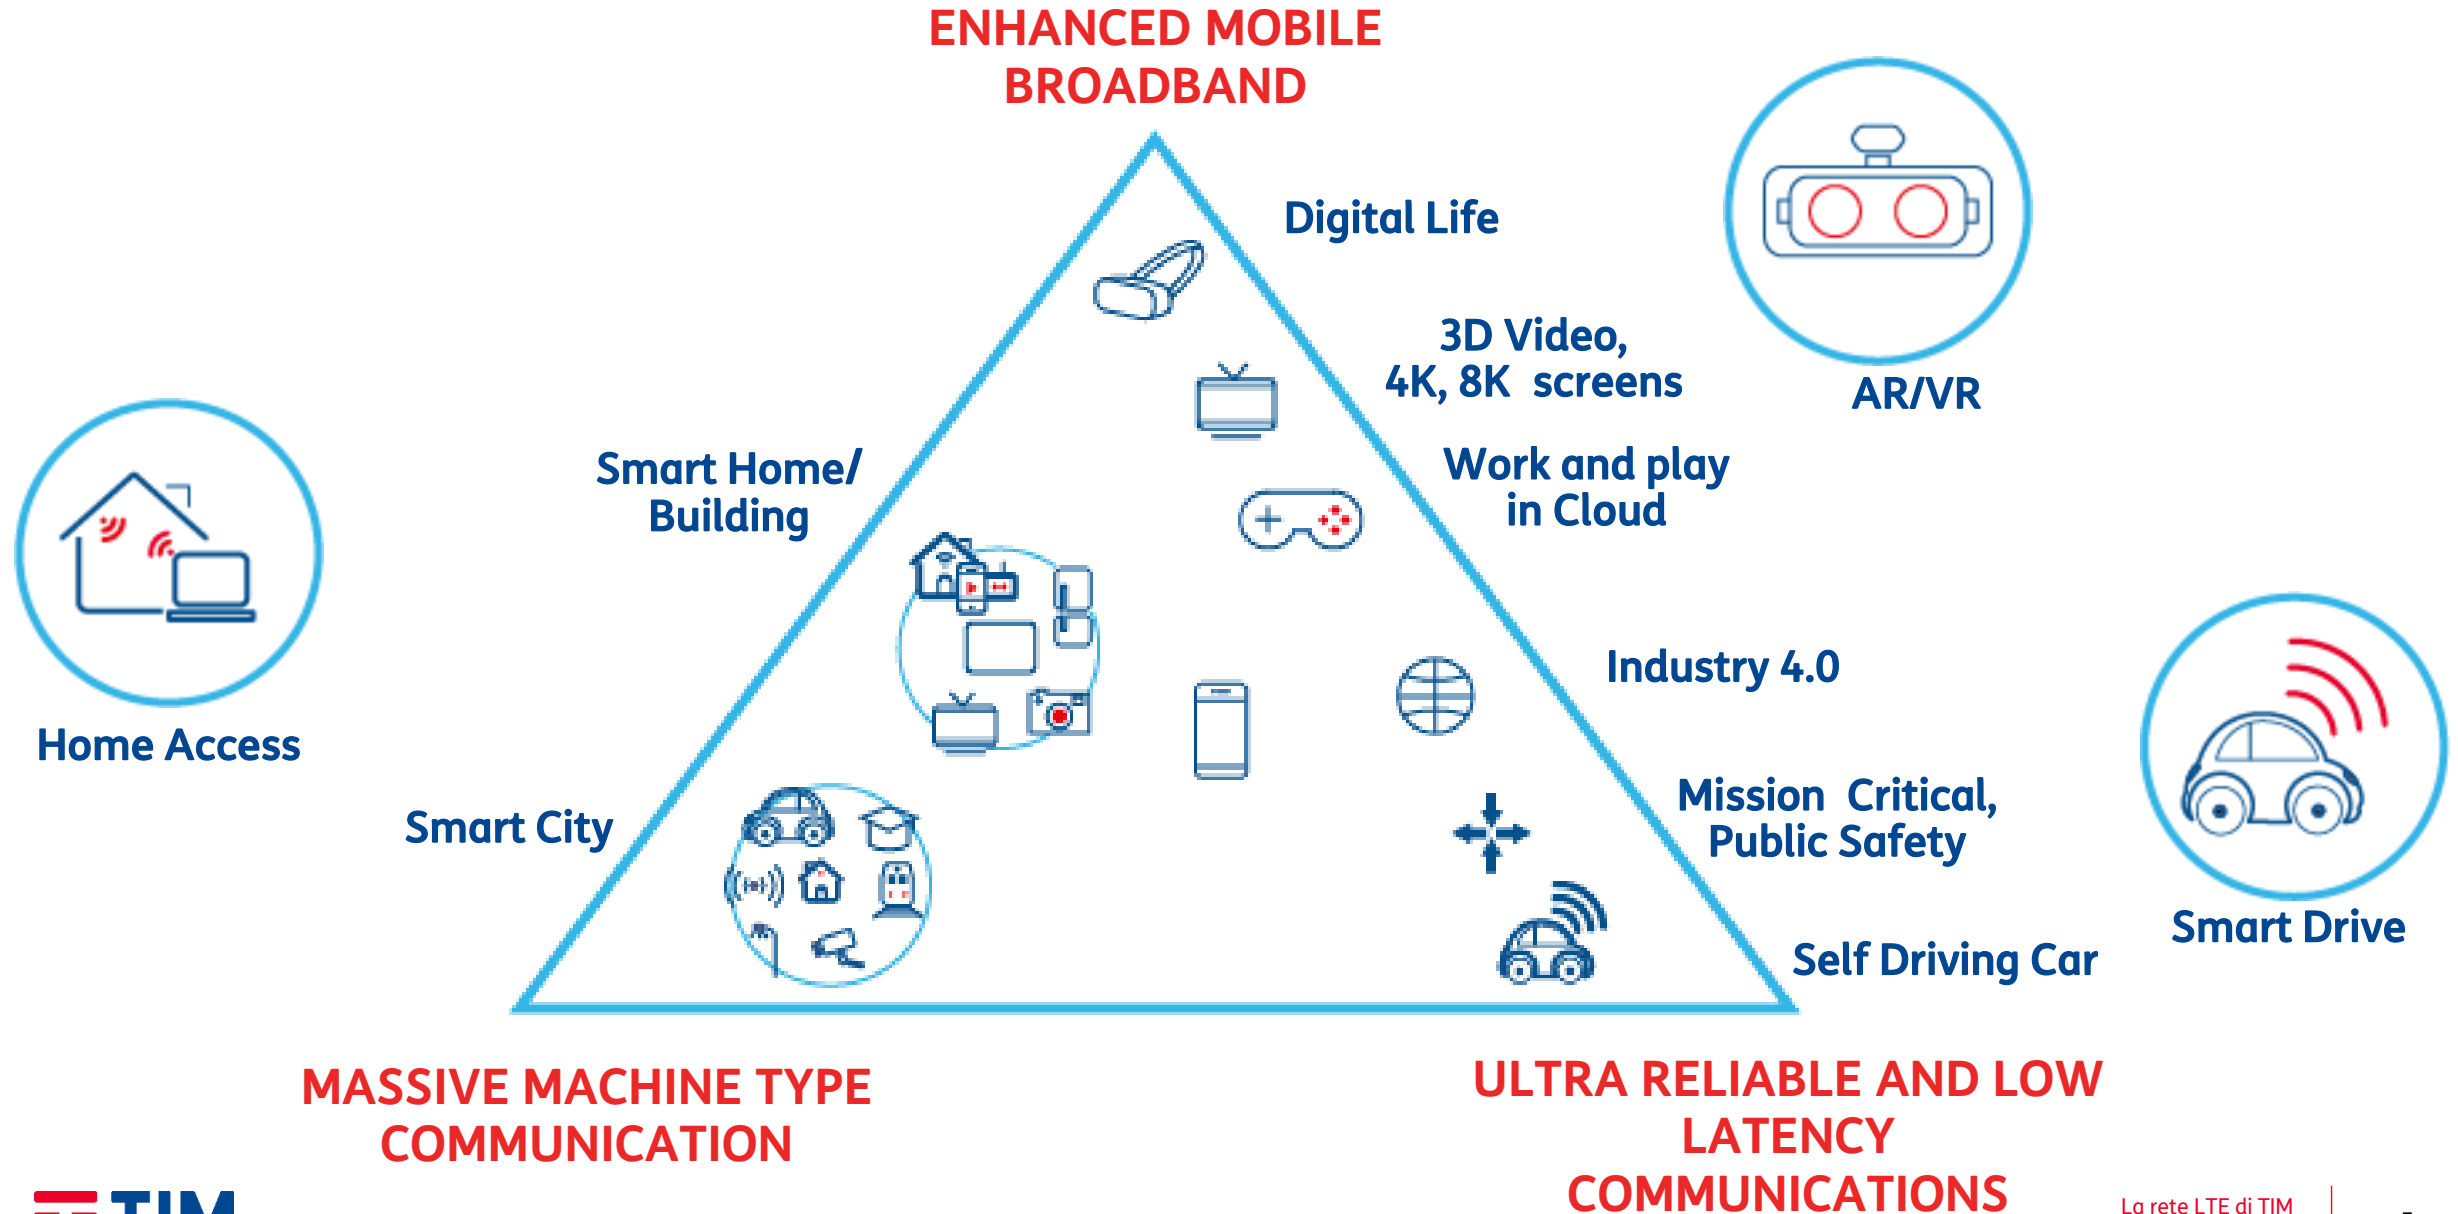 ENHANCED MOBILE
BROADBAND
Digital Life
3D Video,
4K, 8K screens
AR/VR
Smart Home/
Building
Work and play
in Cloud
Home Access
Industry 4.0
Smart City
Mission Critical,
Public Safety
Smart Drive
Self Driving Car
MASSIVE MACHINE TYPE
COMMUNICATION
ULTRA RELIABLE AND LOW
LATENCY
COMMUNICATIONS
TIM
La rete LTE di TIM